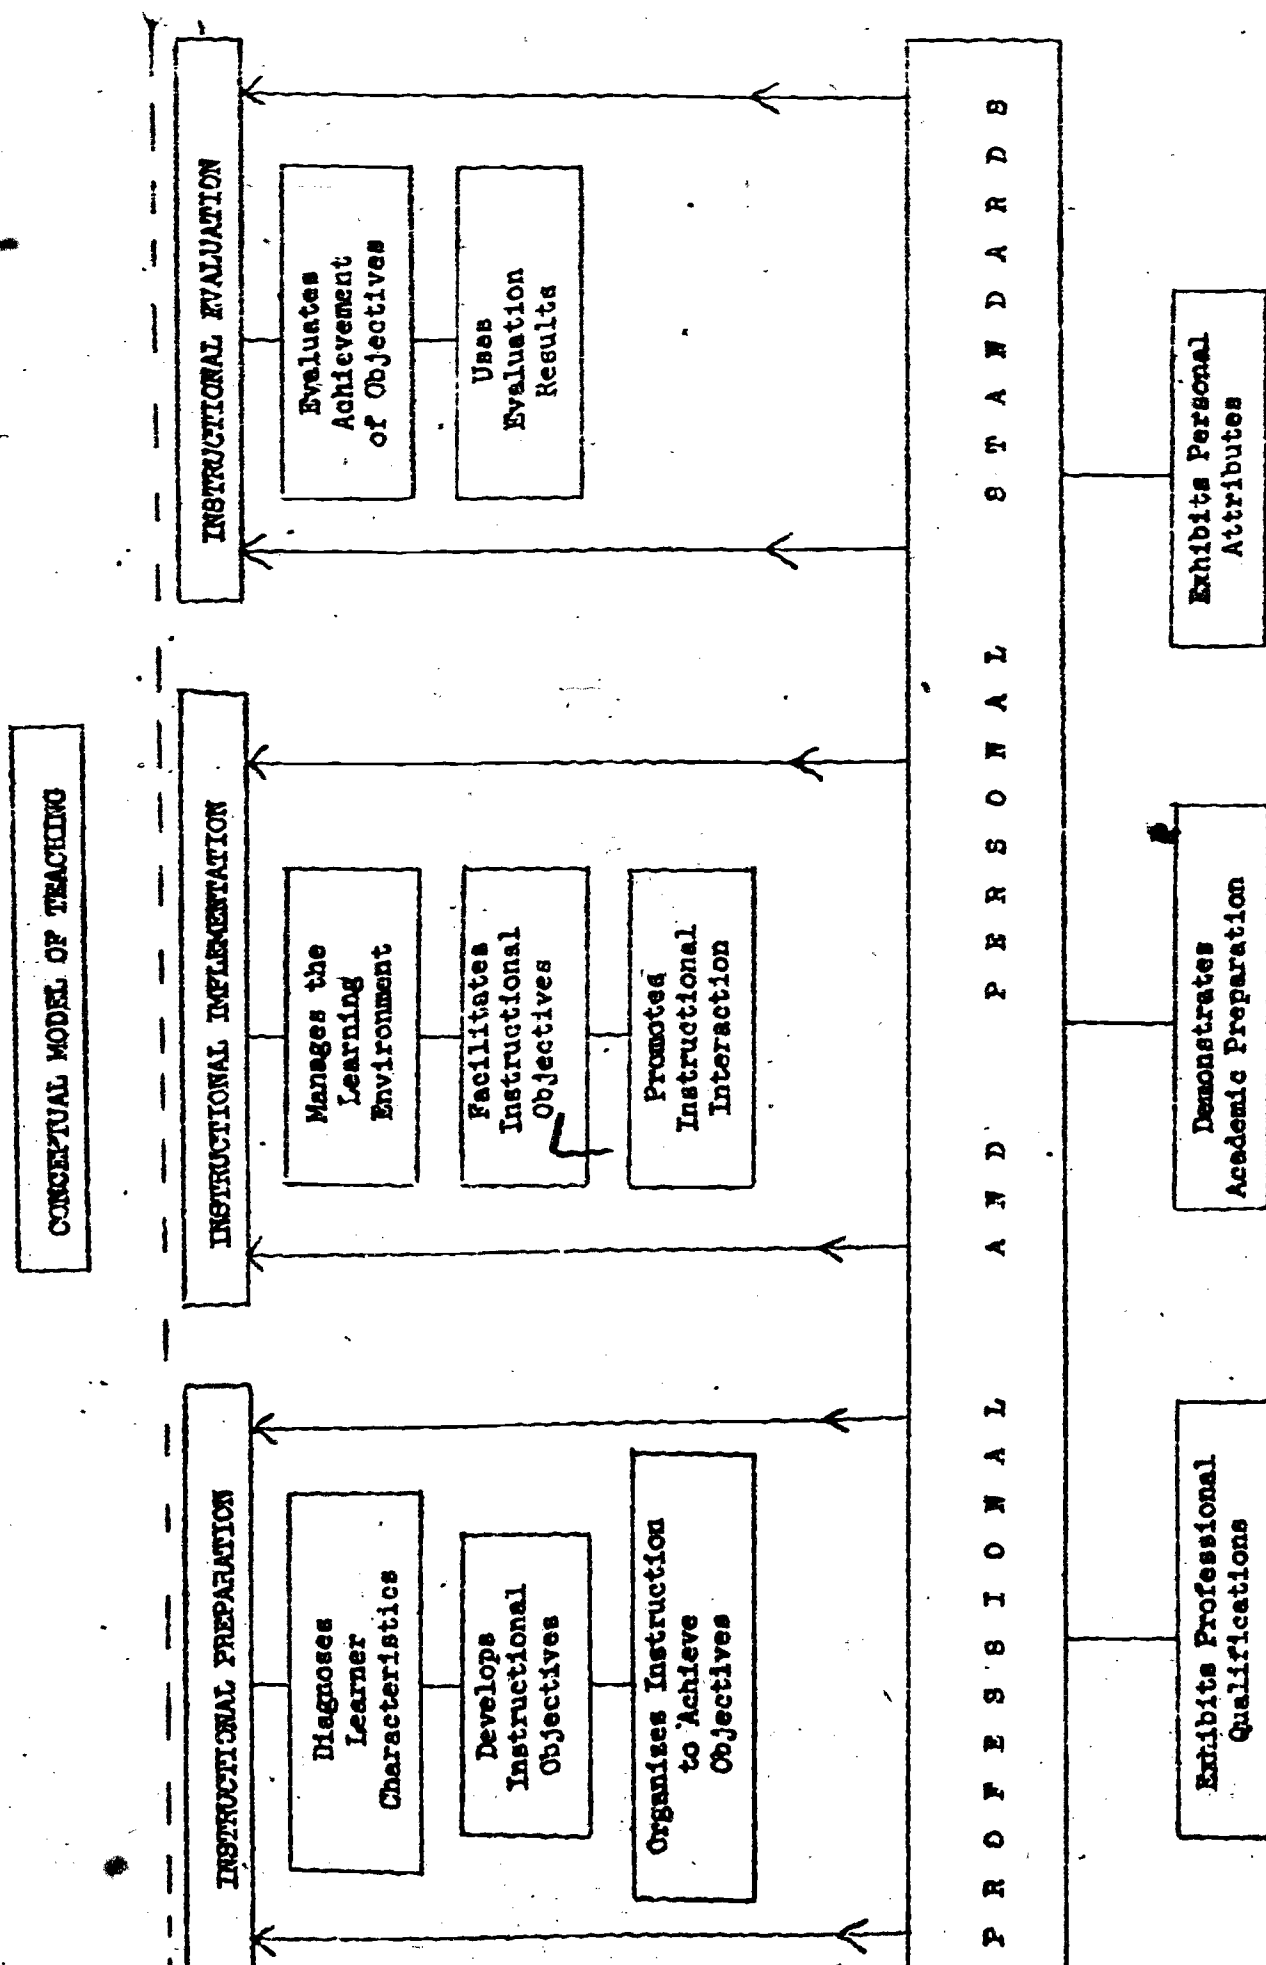 CONCEPTUAL MODEL OF TEACHING
INSTRUCTIONAL PREPARATION
Diagnoses
Learner
Characteristics
Develops
Instructional
Objectives
Organizes Instruction
to Achieve
Objectives
INSTRUCTIONAL IMPLEMENTATION
Manages the
Learning
Environment
Facilitates
Instructional
Objectives
Promotes
Instructional
Interaction
INSTRUCTIONAL EVALUATION
Evaluates
Achievement
of Objectives
Uses
Evaluation
Results
PROFESSIONAL AND PERSONAL STANDARDS
Exhibits Professional
Qualifications
Demonstrates
Academic Preparation
Exhibits Personal
Attributes